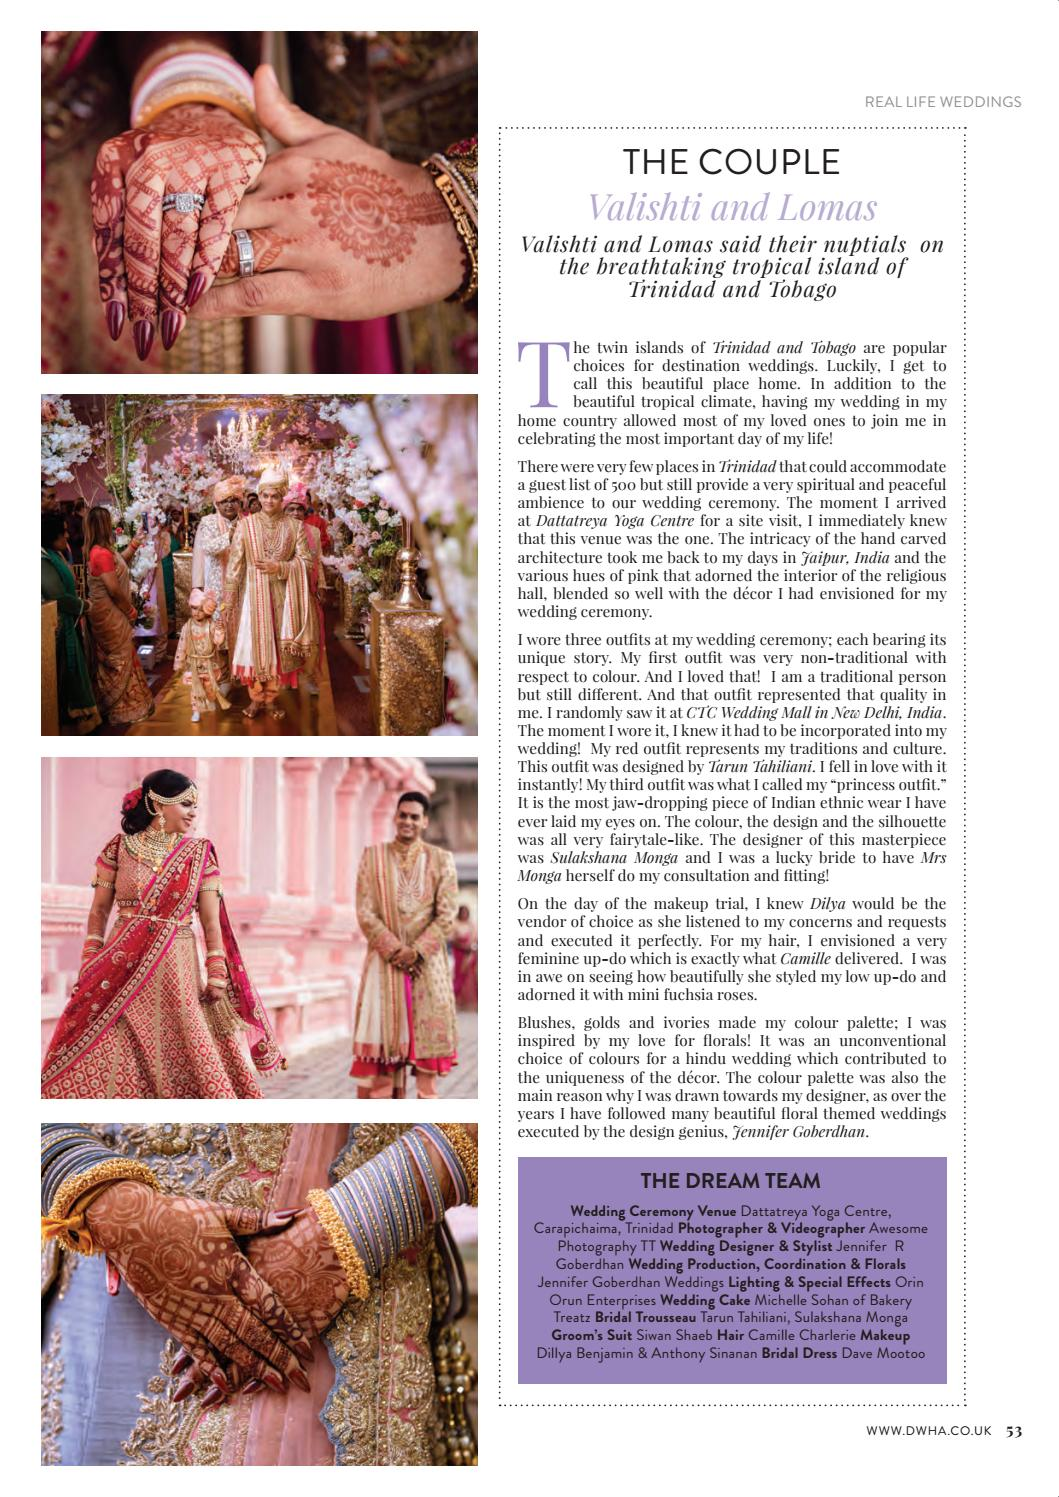 REAL LIFE WEDDINGS
THE COUPLE
Valishti and Lomas
Valishti and Lomas said their nuptials on
the breathtaking tropical island of
Trinidad and Tobago
The twin islands of Trinidad and Tobago are popular
choices for destination weddings. Luckily, I get to
call this beautiful place home. In addition to the
beautiful tropical climate, having my wedding in my
home country allowed most of my loved ones to join me in
celebrating the most important day of my life!
There were very few places in Trinidad that could accommodate
a guest list of 500 but still provide a very spiritual and peaceful
ambience to our wedding ceremony. The moment I arrived
at Dattatreya Yoga Centre for a site visit, I immediately knew
that this venue was the one. The intricacy of the hand carved
architecture took me back to my days in Jaipur, India and the
various hues of pink that adorned the interior of the religious
hall, blended so well with the décor I had envisioned for my
wedding ceremony.
I wore three outfits at my wedding ceremony; each bearing its
unique story. My first outfit was very non-traditional with
respect to colour. And I loved that! I am a traditional person
but still different. And that outfit represented that quality in
me. I randomly saw it at CTC Wedding Mall in New Delhi, India.
The moment I wore it, I knew it had to be incorporated into my
wedding! My red outfit represents my traditions and culture.
This outfit was designed by Tarun Tahiliani. I fell in love with it
instantly! My third outfit was what I called my “princess outfit.”
It is the most jaw-dropping piece of Indian ethnic wear I have
ever laid my eyes on. The colour, the design and the silhouette
was all very fairytale-like. The designer of this masterpiece
was Sulakshana Monga and I was a lucky bride to have Mrs
Monga herself do my consultation and fitting!
On the day of the makeup trial, I knew Dilya would be the
vendor of choice as she listened to my concerns and requests
and executed it perfectly. For my hair, I envisioned a very
feminine up-do which is exactly what Camille delivered. I was
in awe on seeing how beautifully she styled my low up-do and
adorned it with mini fuchsia roses.
Blushes, golds and ivories made my colour palette; I was
inspired by my love for florals! It was an unconventional
choice of colours for a hindu wedding which contributed to
the uniqueness of the décor. The colour palette was also the
main reason why I was drawn towards my designer, as over the
years I have followed many beautiful floral themed weddings
executed by the design genius, Jennifer Goberdhan.
THE DREAM TEAM
Wedding Ceremony Venue Dattatreya Yoga Centre,
Carapichaima, Trinidad Photographer & Videographer Awesome
Photography TT Wedding Designer & Stylist Jennifer R
Goberdhan Wedding Production, Coordination & Florals
Jennifer Goberdhan Weddings Lighting & Special Effects Orin
Orun Enterprises Wedding Cake Michelle Sohan of Bakery
Treatz Bridal Trousseau Tarun Tahiliani, Sulakshana Monga
Groom’s Suit Siwan Shaeb Hair Camille Charlerie Makeup
Dillya Benjamin & Anthony Sinanan Bridal Dress Dave Mootoo
WWW.DWHA.CO.UK 53